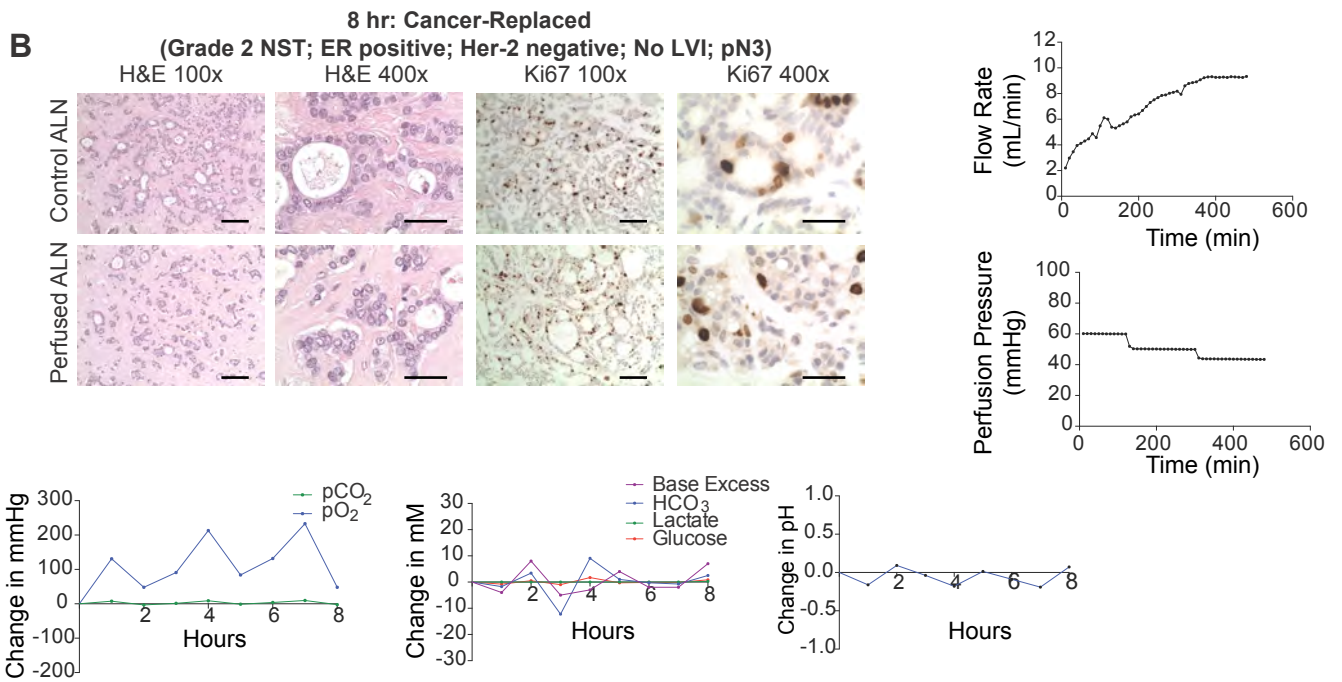 B
8 hr: Cancer-Replaced
(Grade 2 NST; ER positive; Her-2 negative; No LVI; pN3)
H&E 100x
H&E 400x
Ki67 100x
Ki67 400x
Control ALN
Perfused ALN
Flow Rate
(mL/min)
12
10
8
6
4
2
0
0
200
400
600
Time (min)
Perfusion Pressure
(mmHg)
100
80
60
40
20
0
0
200
400
600
Time (min)
Change in mmHg
300
200
100
0
-100
-200
2
4
6
8
Hours
pCO2
pO2
Change in mM
30
20
10
0
-10
-20
-30
2
4
6
8
Hours
Base Excess
HCO3
Lactate
Glucose
Change in pH
1.0
0.5
0.0
-0.5
-1.0
2
4
6
8
Hours